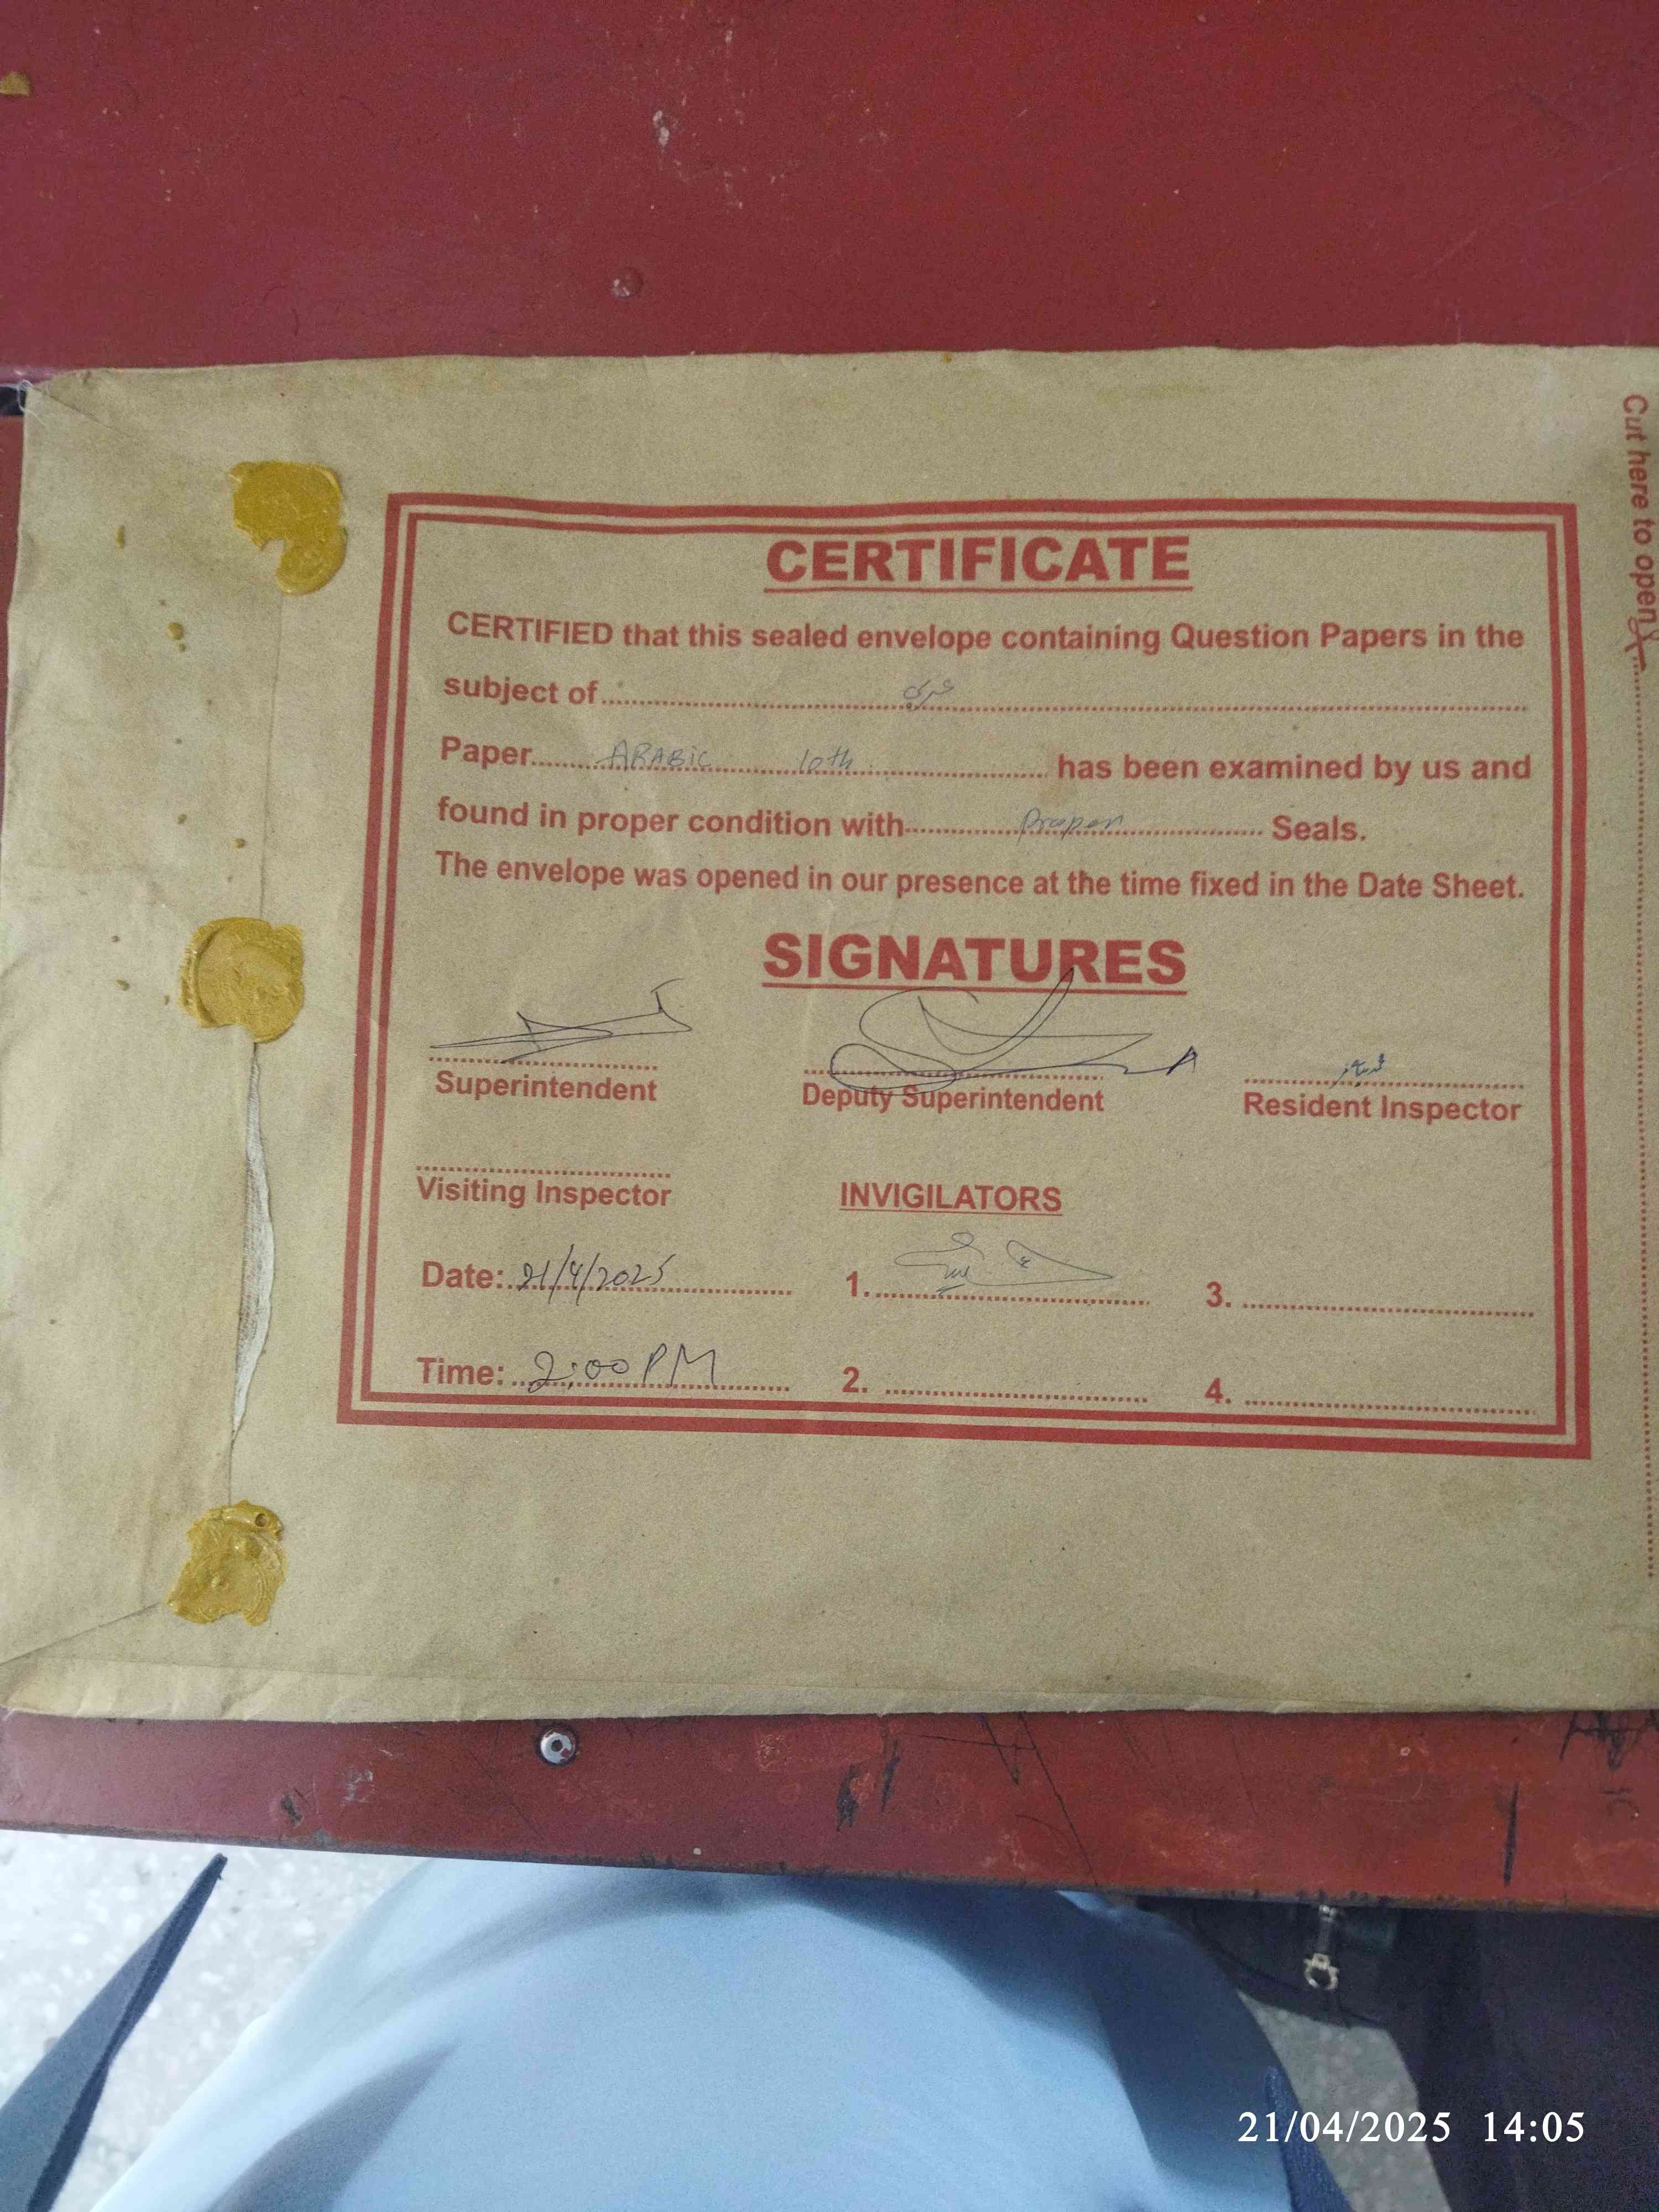 CERTIFICATE
CERTIFIED that this sealed envelope containing Question Papers in the
subject of عربي
Paper ARABIC 10th has been examined by us and
found in proper condition with Proper Seals.
The envelope was opened in our presence at the time fixed in the Date Sheet.
SIGNATURES
Superintendent
Deputy Superintendent
Resident Inspector
Visiting Inspector
INVIGILATORS
Date: 21/4/2025
1.
3.
Time: 2:00 PM
2.
4.
Cut here to open
21/04/2025 14:05